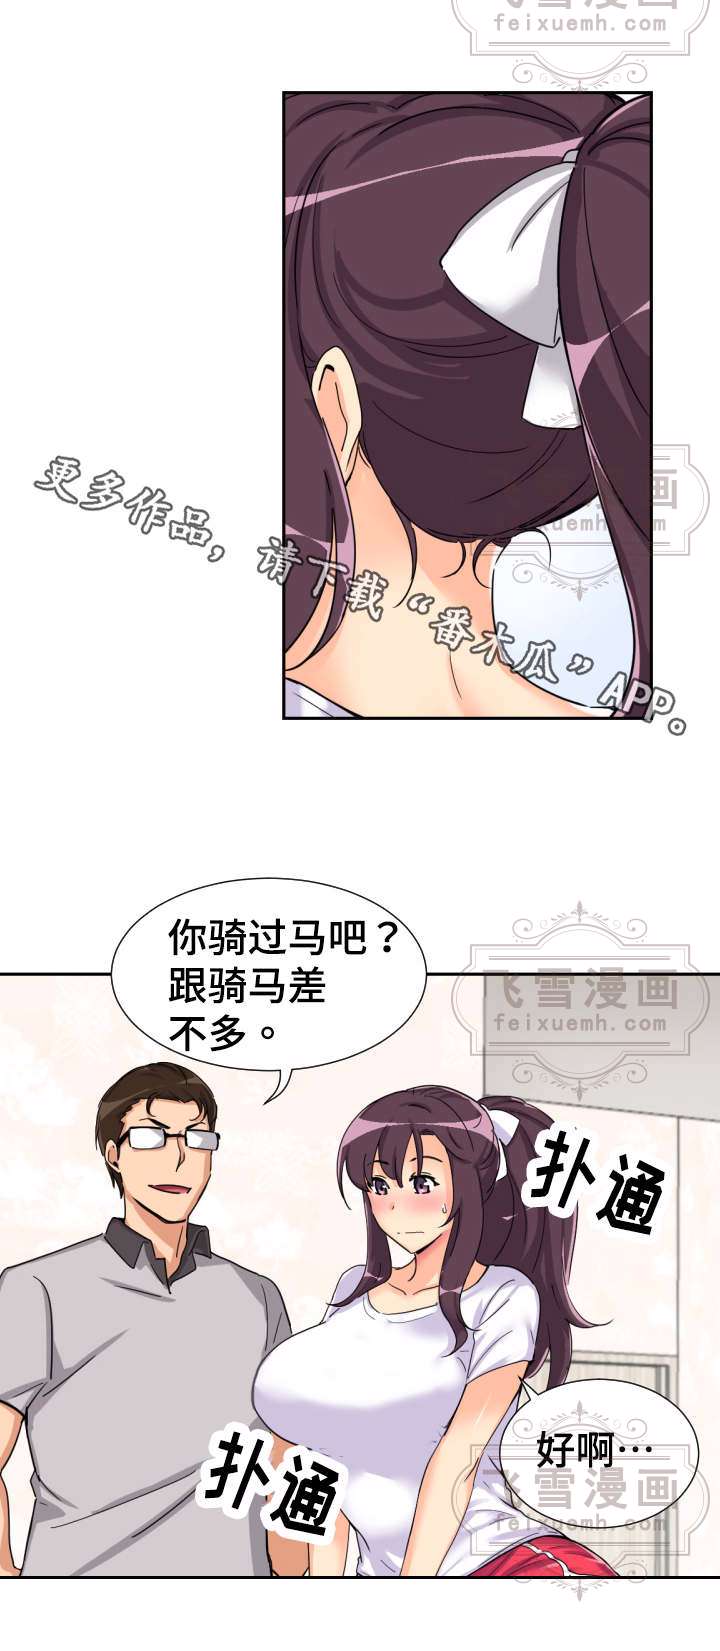 飞雪漫画
feixuemh.com
飞雪漫画
feixuemh.com
更多作品，请下载“番木瓜”APP。
你骑过马吧？
跟骑马差
不多。
飞雪漫画
feixuemh.com
扑通
扑通
好啊…
飞雪漫画
feixuemh.com